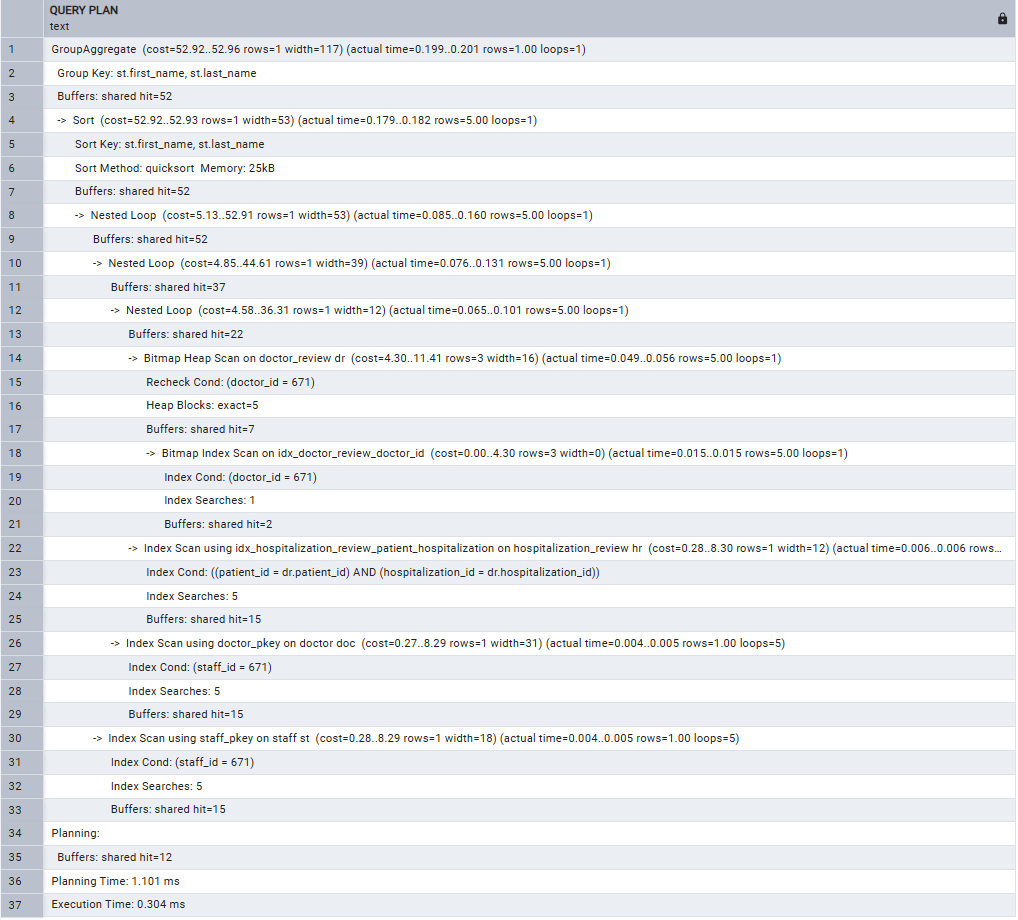 QUERY PLAN
text
1 GroupAggregate (cost=52.92..52.96 rows=1 width=117) (actual time=0.199..0.201 rows=1.00 loops=1)
2 Group Key: st.first_name, st.last_name
3 Buffers: shared hit=52
4 -> Sort (cost=52.92..52.93 rows=1 width=53) (actual time=0.179..0.182 rows=5.00 loops=1)
5 Sort Key: st.first_name, st.last_name
6 Sort Method: quicksort Memory: 25kB
7 Buffers: shared hit=52
8 -> Nested Loop (cost=5.13..52.91 rows=1 width=53) (actual time=0.085..0.160 rows=5.00 loops=1)
9 Buffers: shared hit=52
10 -> Nested Loop (cost=4.85..44.61 rows=1 width=39) (actual time=0.076..0.131 rows=5.00 loops=1)
11 Buffers: shared hit=37
12 -> Nested Loop (cost=4.58..36.31 rows=1 width=12) (actual time=0.065..0.101 rows=5.00 loops=1)
13 Buffers: shared hit=22
14 -> Bitmap Heap Scan on doctor_review dr (cost=4.30..11.41 rows=3 width=16) (actual time=0.049..0.056 rows=5.00 loops=1)
15 Recheck Cond: (doctor_id = 671)
16 Heap Blocks: exact=5
17 Buffers: shared hit=7
18 -> Bitmap Index Scan on idx_doctor_review_doctor_id (cost=0.00..4.30 rows=3 width=0) (actual time=0.015..0.015 rows=5.00 loops=1)
19 Index Cond: (doctor_id = 671)
20 Index Searches: 1
21 Buffers: shared hit=2
22 -> Index Scan using idx_hospitalization_review_patient_hospitalization on hospitalization_review hr (cost=0.28..8.30 rows=1 width=12) (actual time=0.006..0.006 rows...
23 Index Cond: ((patient_id = dr.patient_id) AND (hospitalization_id = dr.hospitalization_id))
24 Index Searches: 5
25 Buffers: shared hit=15
26 -> Index Scan using doctor_pkey on doctor doc (cost=0.27..8.29 rows=1 width=31) (actual time=0.004..0.005 rows=1.00 loops=5)
27 Index Cond: (staff_id = 671)
28 Index Searches: 5
29 Buffers: shared hit=15
30 -> Index Scan using staff_pkey on staff st (cost=0.28..8.29 rows=1 width=18) (actual time=0.004..0.005 rows=1.00 loops=5)
31 Index Cond: (staff_id = 671)
32 Index Searches: 5
33 Buffers: shared hit=15
34 Planning:
35 Buffers: shared hit=12
36 Planning Time: 1.101 ms
37 Execution Time: 0.304 ms